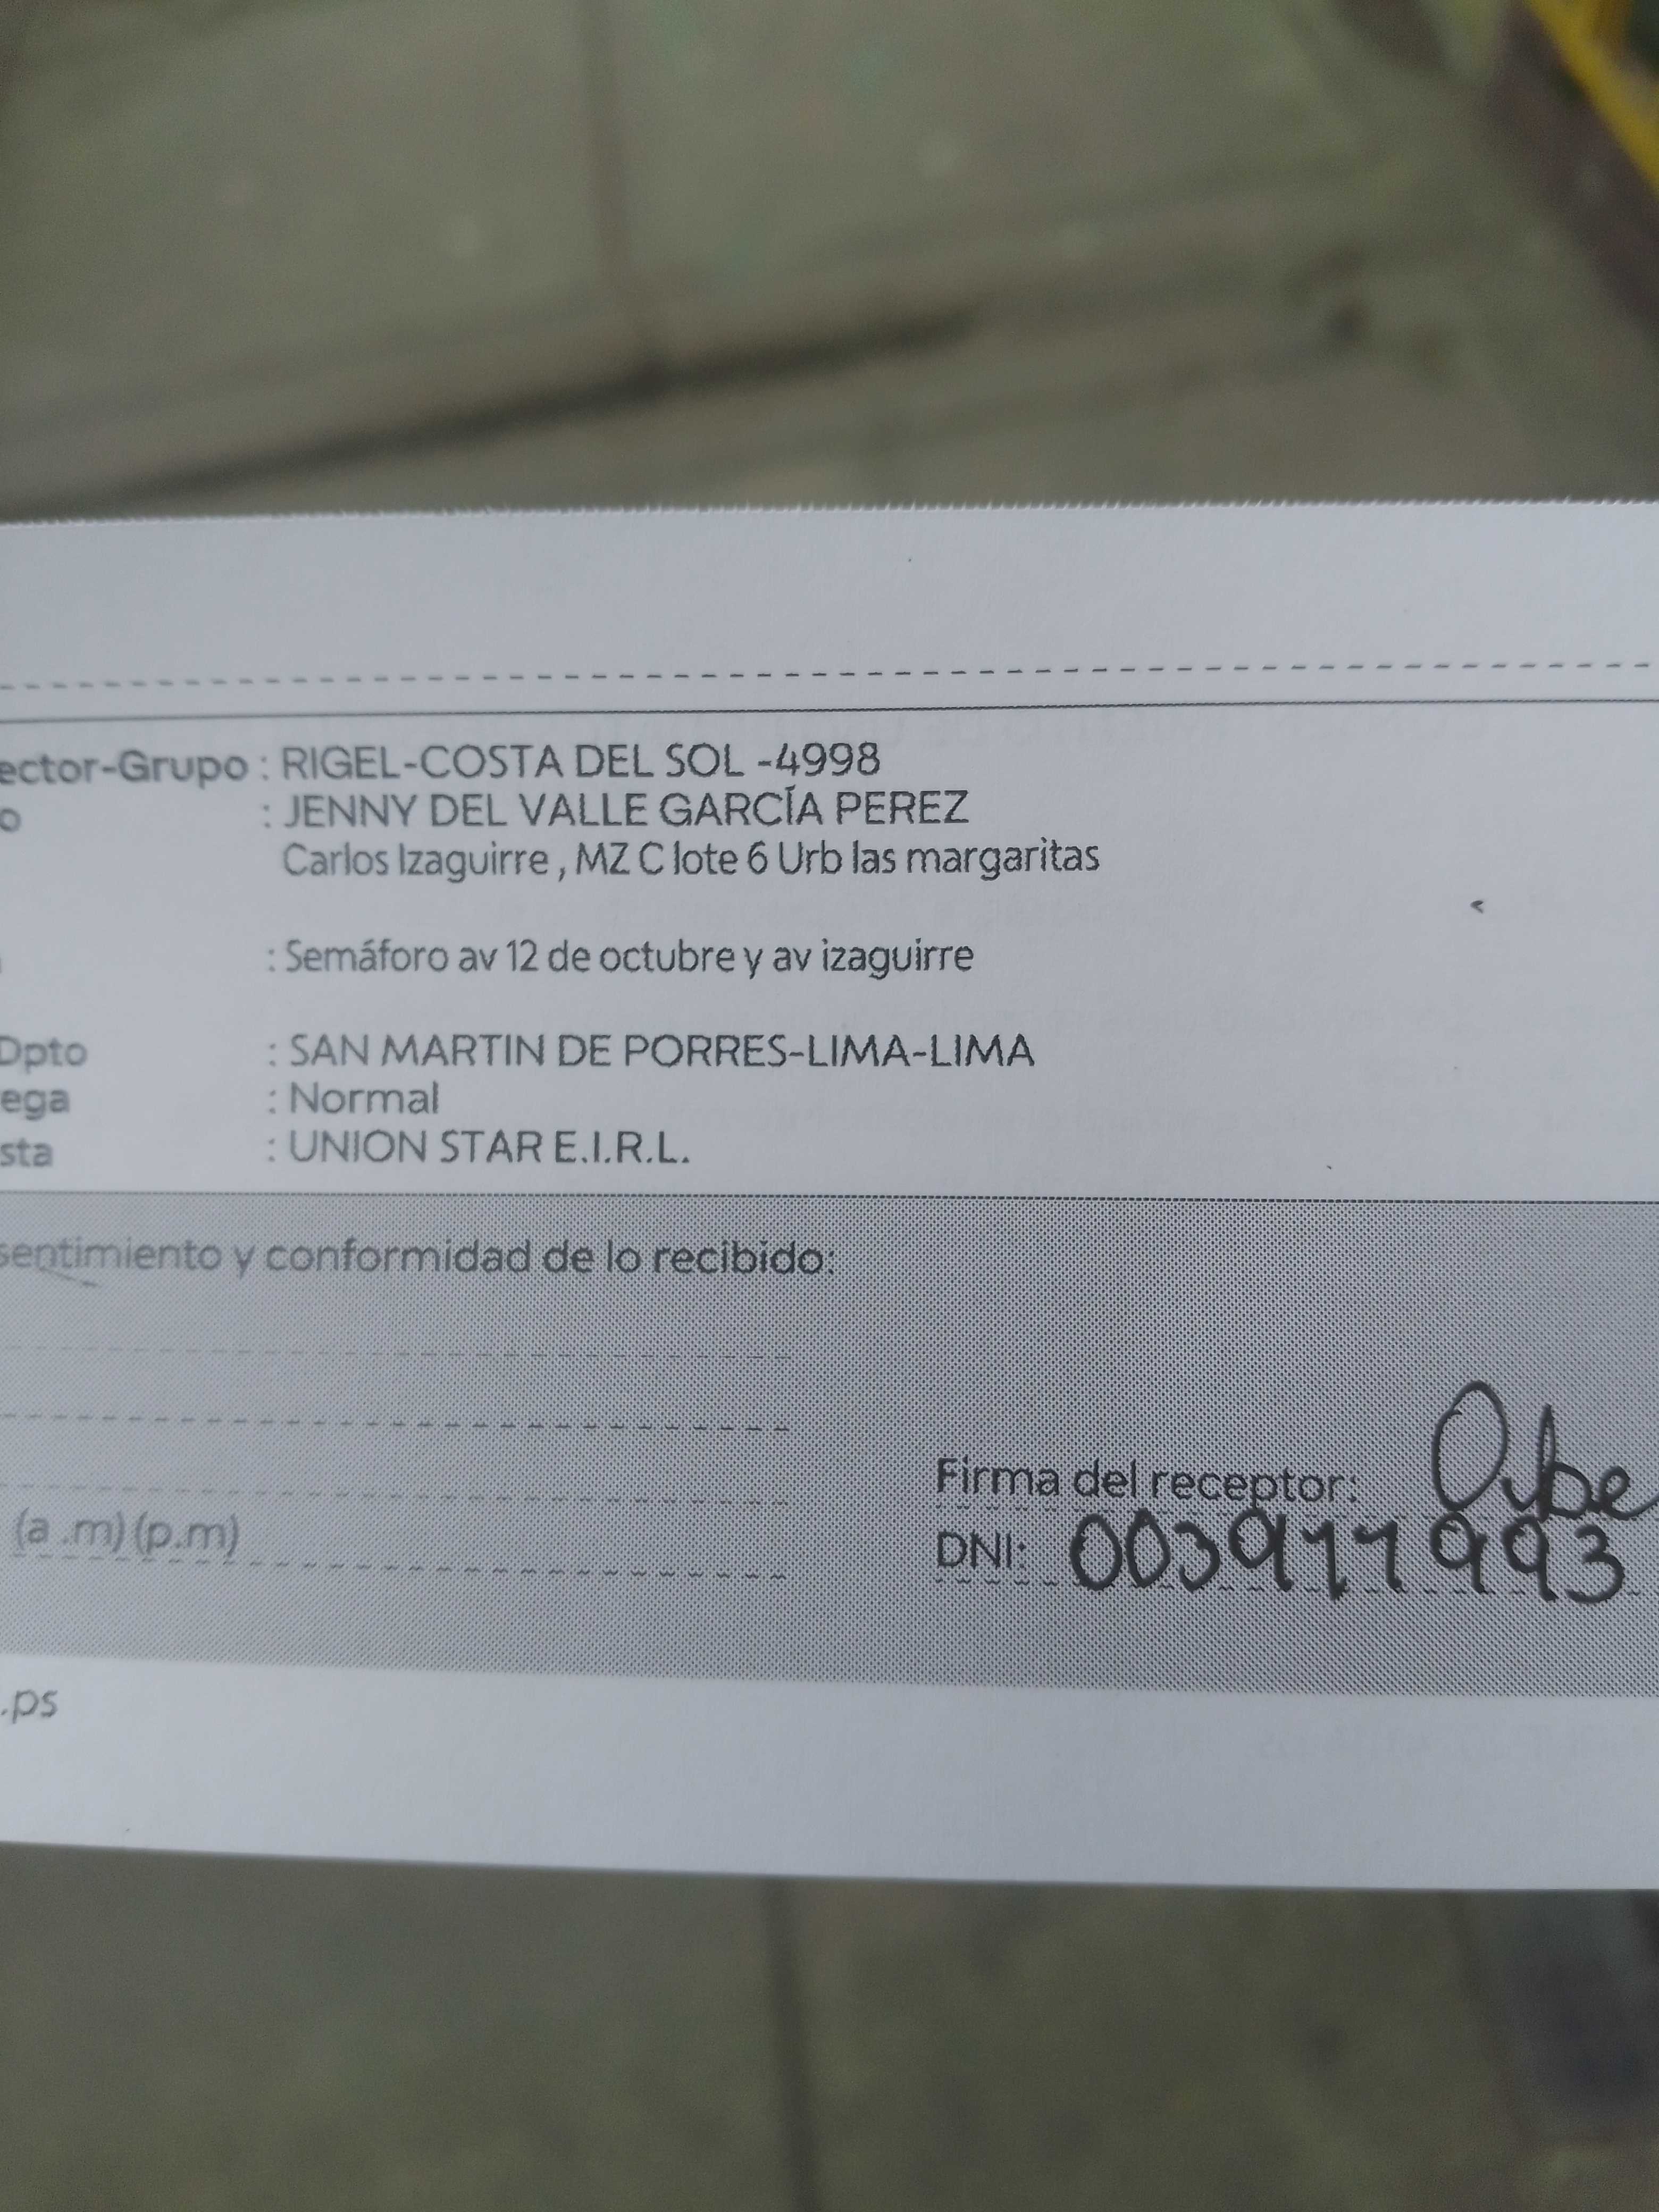 ector-Grupo : RIGEL-COSTA DEL SOL -4998
o : JENNY DEL VALLE GARCÍA PEREZ
Carlos Izaguirre , MZ C lote 6 Urb las margaritas
: Semáforo av 12 de octubre y av izaguirre
Dpto : SAN MARTIN DE PORRES-LIMA-LIMA
ega : Normal
sta : UNION STAR E.I.R.L.
sentimiento y conformidad de lo recibido:
Firma del receptor:
(a .m) (p.m)
DNI: 003911993
.ps